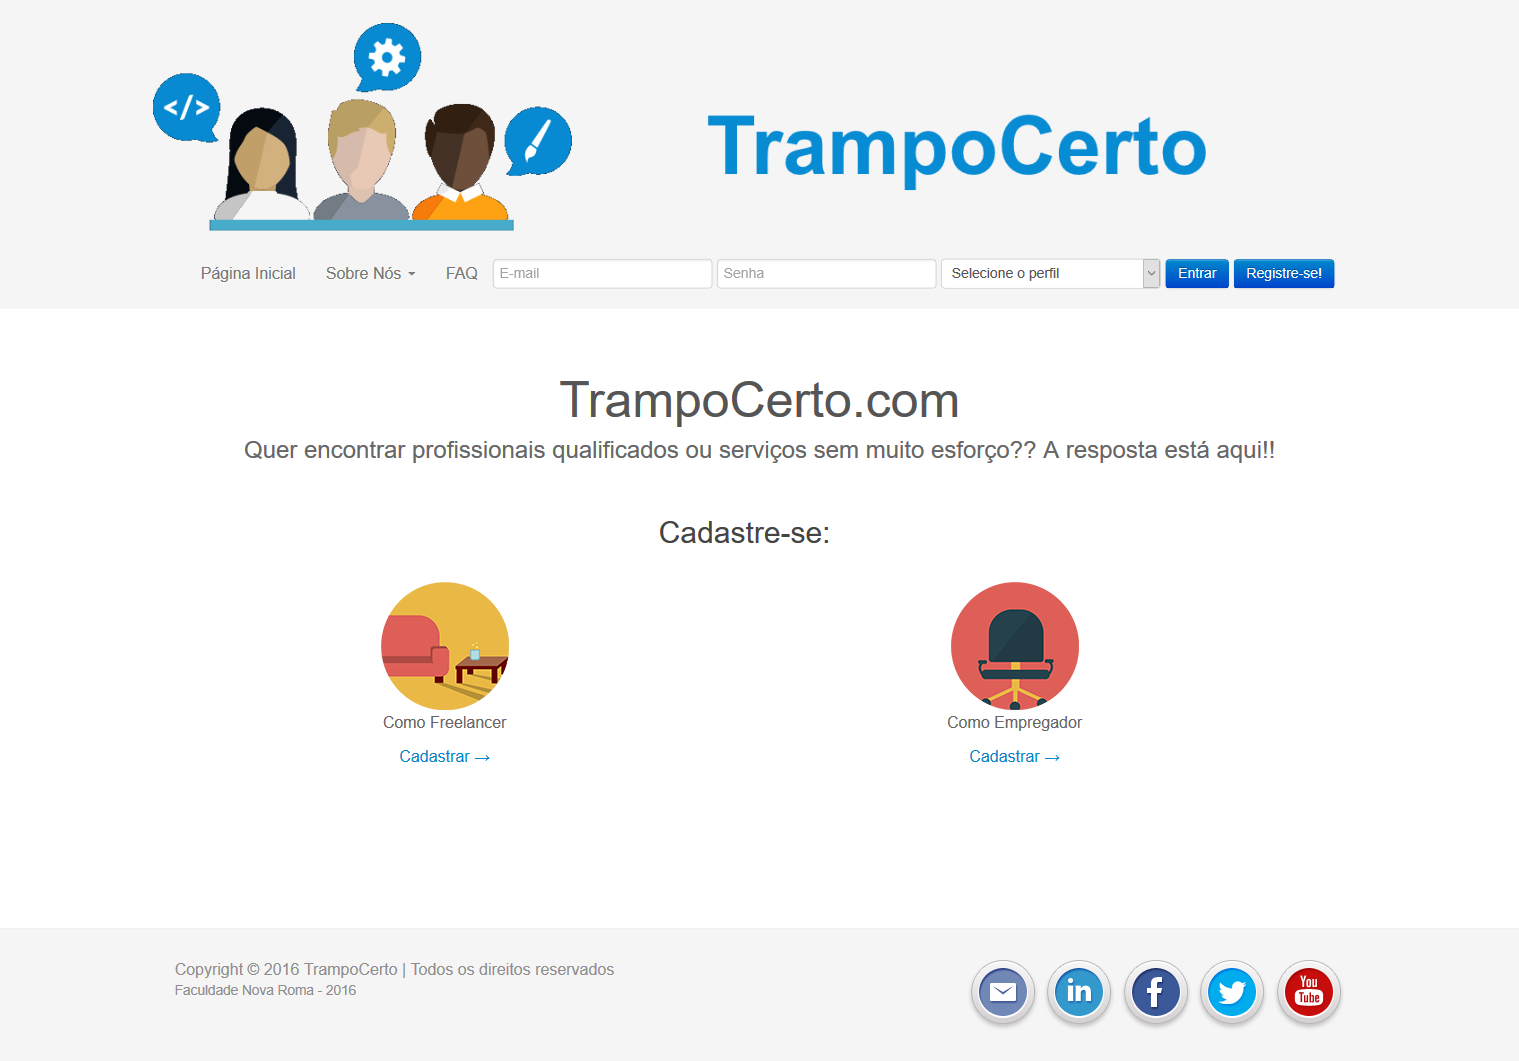 </>
TrampoCerto
Página Inicial Sobre Nós FAQ E-mail Senha Selecione o perfil Entrar Registre-se!
TrampoCerto.com
Quer encontrar profissionais qualificados ou serviços sem muito esforço?? A resposta está aqui!!
Cadastre-se:
Como Freelancer Como Empregador
Cadastrar → Cadastrar →
Copyright © 2016 TrampoCerto | Todos os direitos reservados
Faculdade Nova Roma - 2016
in f You Tube